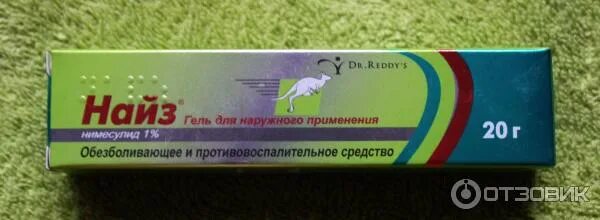 DR.REDDY'S
Найз®
Гель для наружного применения
нимесулид 1%
20 г
Обезболивающее и противовоспалительное средство
ОТЗОВИК